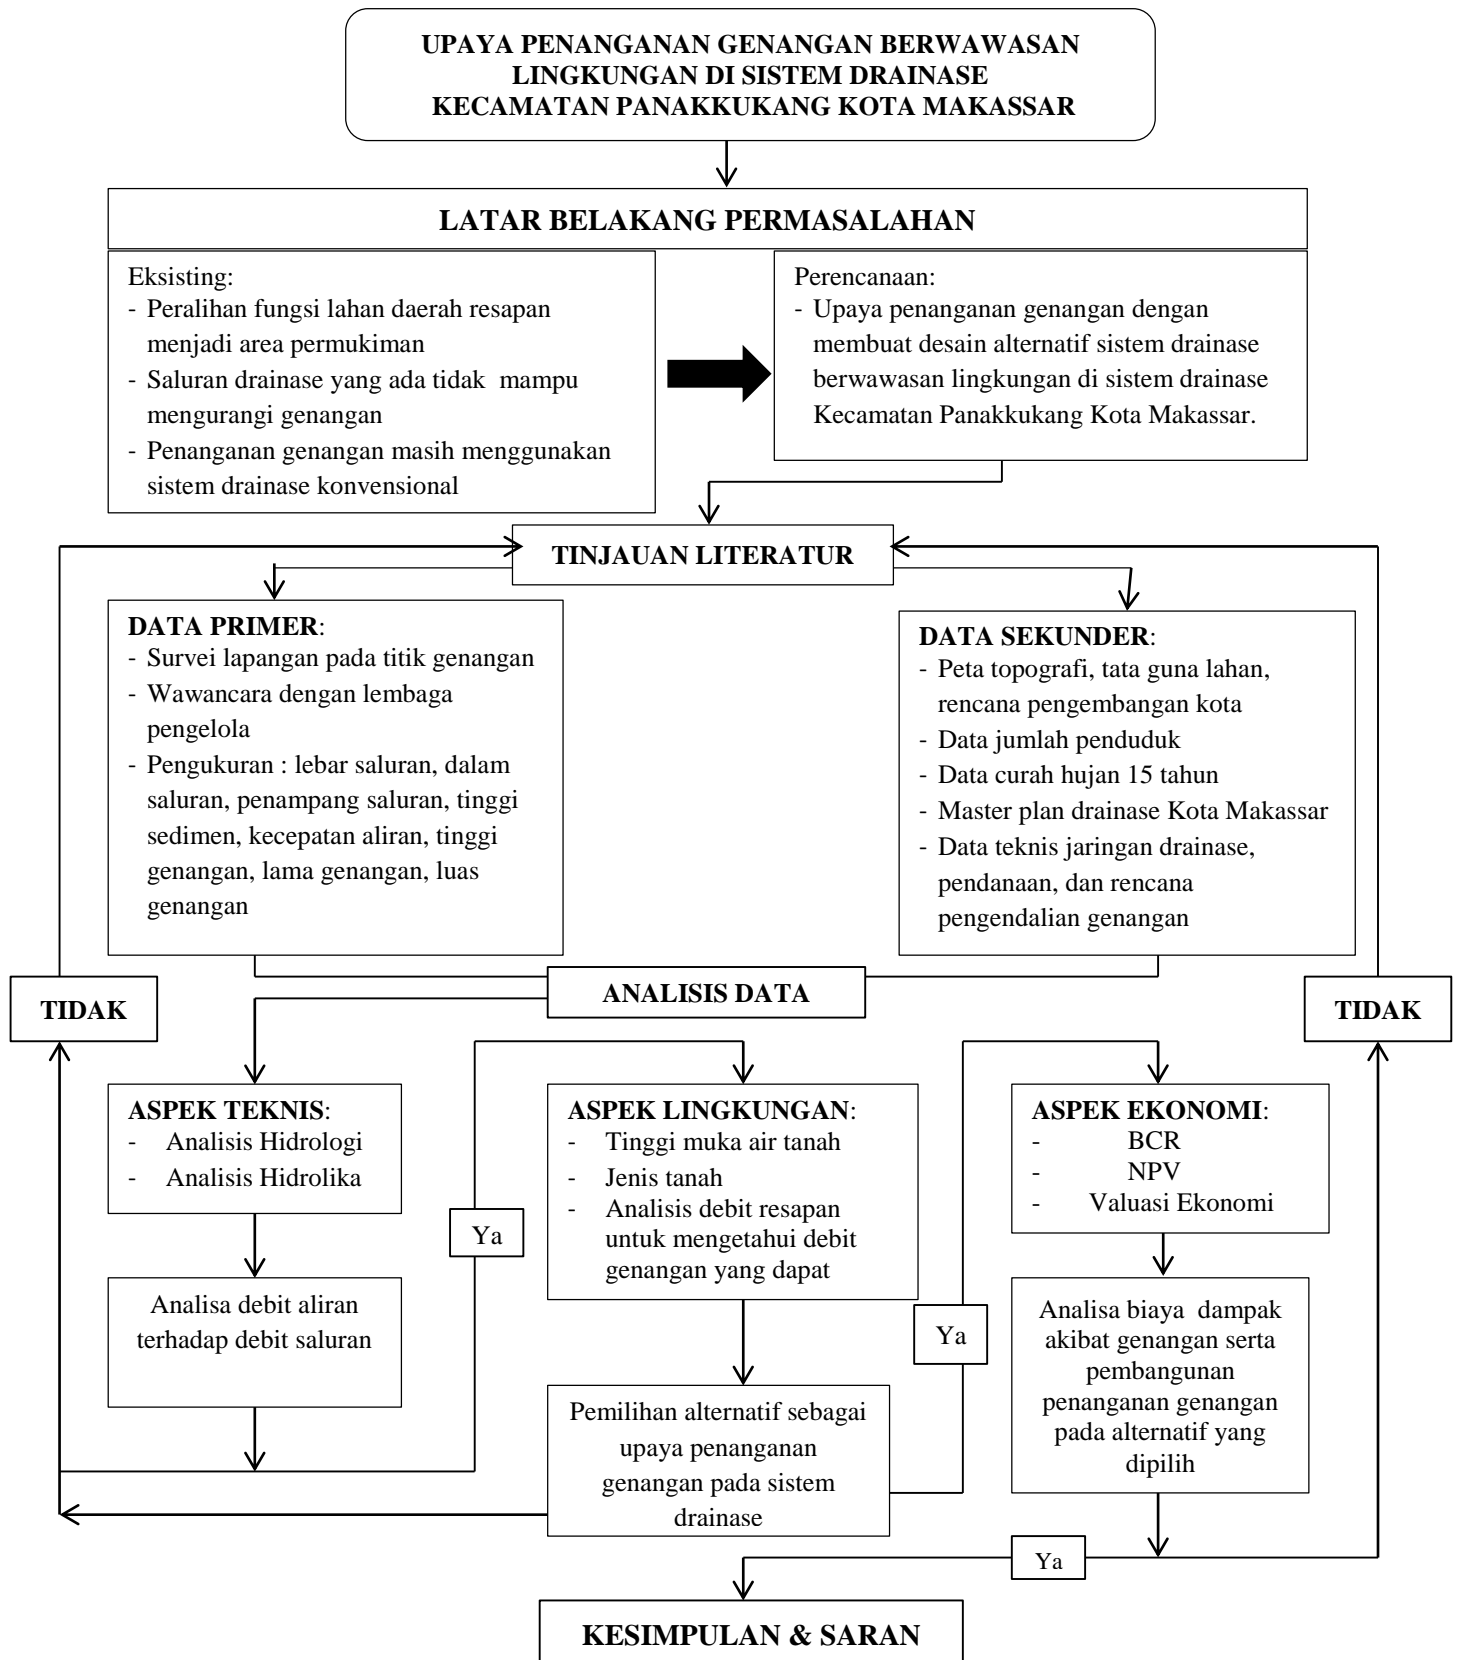 UPAYA PENANGANAN GENANGAN BERWAWASAN
LINGKUNGAN DI SISTEM DRAINASE
KECAMATAN PANAKKUKANG KOTA MAKASSAR
LATAR BELAKANG PERMASALAHAN
Eksisting:
- Peralihan fungsi lahan daerah resapan
menjadi area permukiman
- Saluran drainase yang ada tidak mampu
mengurangi genangan
- Penanganan genangan masih menggunakan
sistem drainase konvensional
Perencanaan:
- Upaya penanganan genangan dengan
membuat desain alternatif sistem drainase
berwawasan lingkungan di sistem drainase
Kecamatan Panakkukang Kota Makassar.
TINJAUAN LITERATUR
DATA PRIMER:
- Survei lapangan pada titik genangan
- Wawancara dengan lembaga
pengelola
- Pengukuran : lebar saluran, dalam
saluran, penampang saluran, tinggi
sedimen, kecepatan aliran, tinggi
genangan, lama genangan, luas
genangan
DATA SEKUNDER:
- Peta topografi, tata guna lahan,
rencana pengembangan kota
- Data jumlah penduduk
- Data curah hujan 15 tahun
- Master plan drainase Kota Makassar
- Data teknis jaringan drainase,
pendanaan, dan rencana
pengendalian genangan
TIDAK
ANALISIS DATA
TIDAK
ASPEK TEKNIS:
- Analisis Hidrologi
- Analisis Hidrolika
Ya
ASPEK LINGKUNGAN:
- Tinggi muka air tanah
- Jenis tanah
- Analisis debit resapan
untuk mengetahui debit
genangan yang dapat
ASPEK EKONOMI:
- BCR
- NPV
- Valuasi Ekonomi
Analisa debit aliran
terhadap debit saluran
Ya
Analisa biaya dampak
akibat genangan serta
pembangunan
penanganan genangan
pada alternatif yang
dipilih
Pemilihan alternatif sebagai
upaya penanganan
genangan pada sistem
drainase
Ya
KESIMPULAN & SARAN